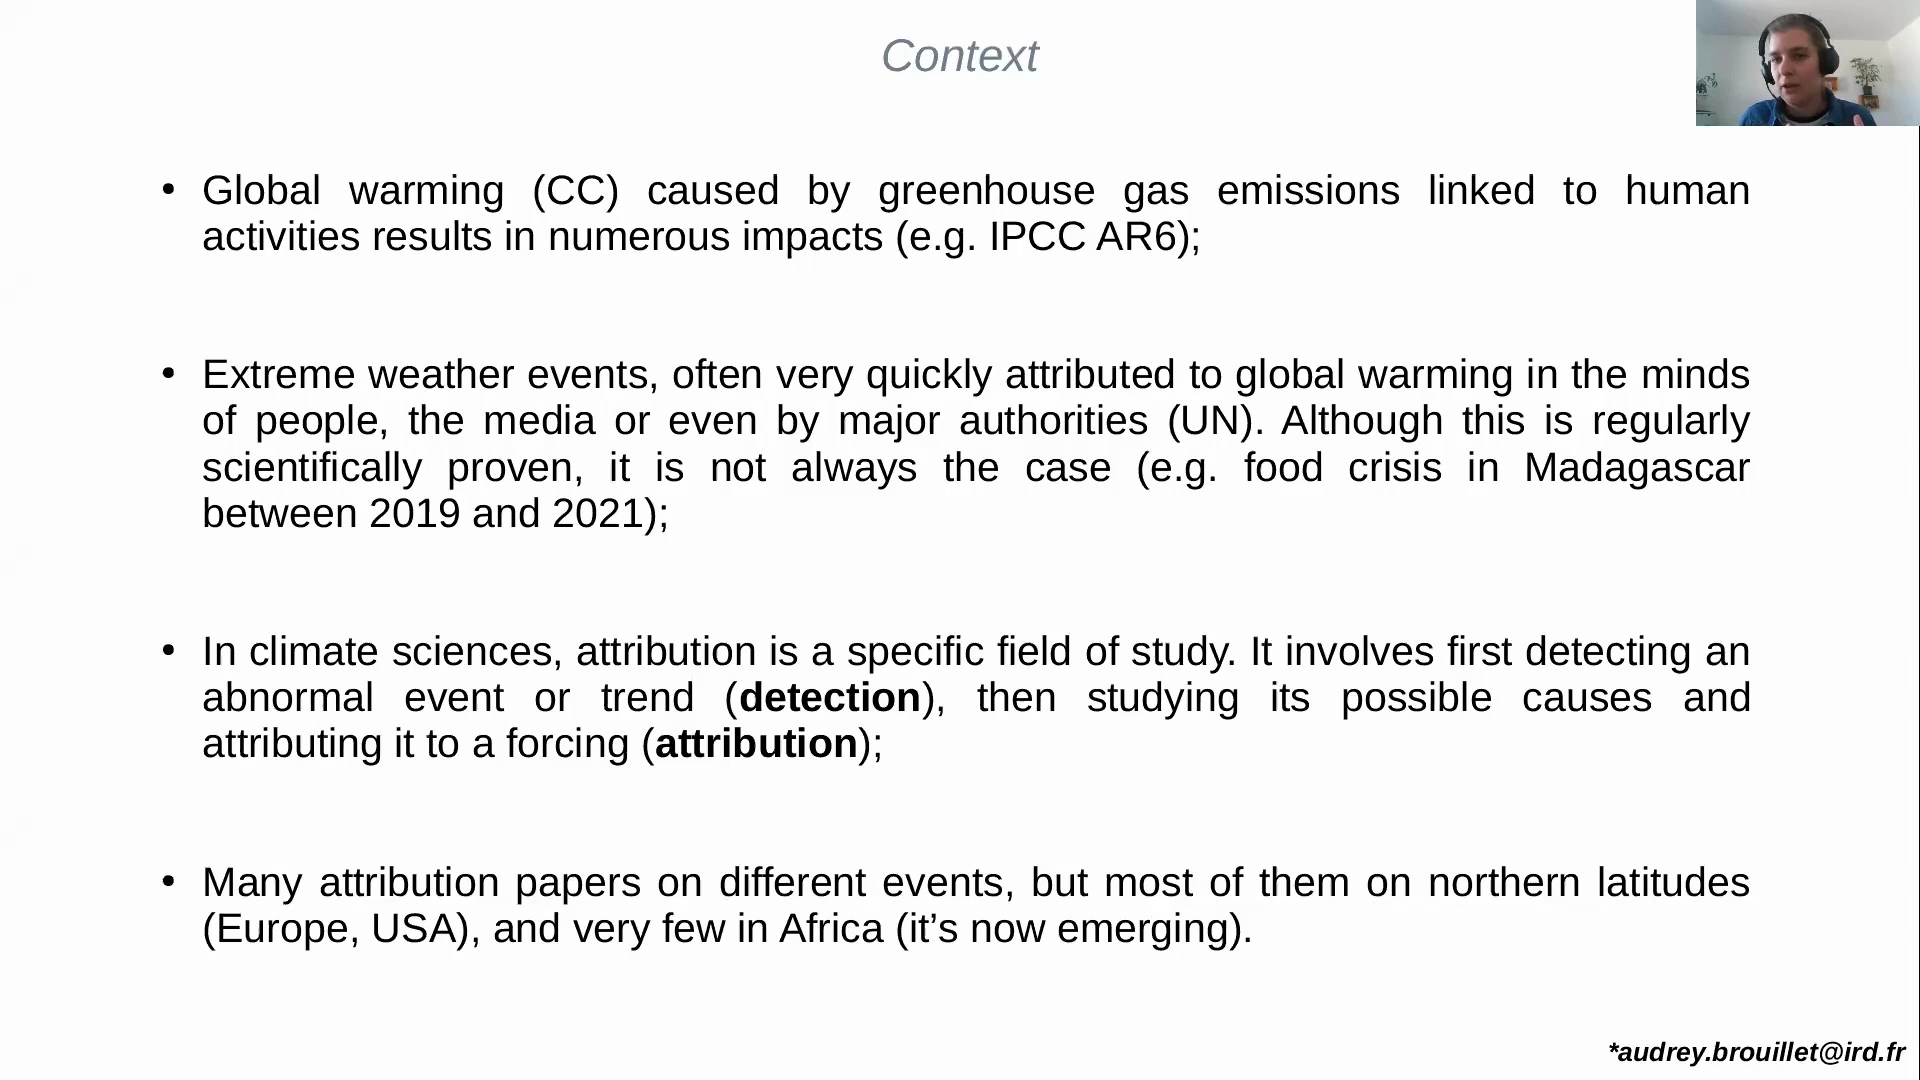 Context
• Global warming (CC) caused by greenhouse gas emissions linked to human
activities results in numerous impacts (e.g. IPCC AR6);
• Extreme weather events, often very quickly attributed to global warming in the minds
of people, the media or even by major authorities (UN). Although this is regularly
scientifically proven, it is not always the case (e.g. food crisis in Madagascar
between 2019 and 2021);
• In climate sciences, attribution is a specific field of study. It involves first detecting an
abnormal event or trend (detection), then studying its possible causes and
attributing it to a forcing (attribution);
• Many attribution papers on different events, but most of them on northern latitudes
(Europe, USA), and very few in Africa (it’s now emerging).
*audrey.brouillet@ird.fr